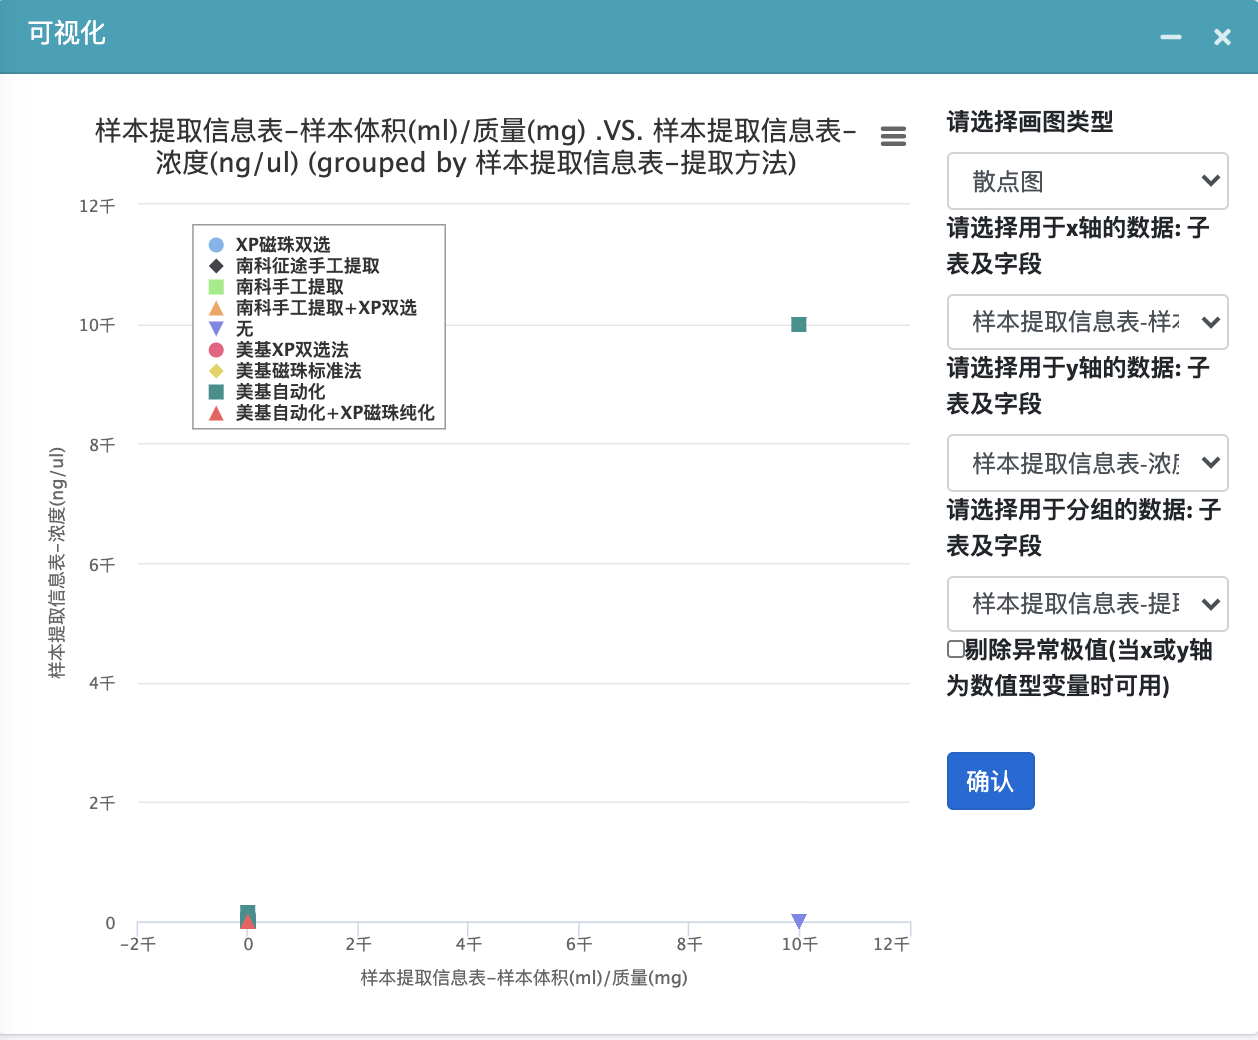 可视化
样本提取信息表-样本体积(ml)/质量(mg) .VS. 样本提取信息表-
浓度(ng/ul) (grouped by 样本提取信息表-提取方法)
12千
10千
8千
6千
4千
2千
0
样本提取信息表-浓度(ng/ul)
XP磁珠双选
南科征途手工提取
南科手工提取
南科手工提取+XP双选
无
美基XP双选法
美基磁珠标准法
美基自动化
美基自动化+XP磁珠纯化
-2千 0 2千 4千 6千 8千 10千 12千
样本提取信息表-样本体积(ml)/质量(mg)
请选择画图类型
散点图
请选择用于x轴的数据: 子
表及字段
样本提取信息表-样
请选择用于y轴的数据: 子
表及字段
样本提取信息表-浓
请选择用于分组的数据: 子
表及字段
样本提取信息表-提
剔除异常极值(当x或y轴
为数值型变量时可用)
确认